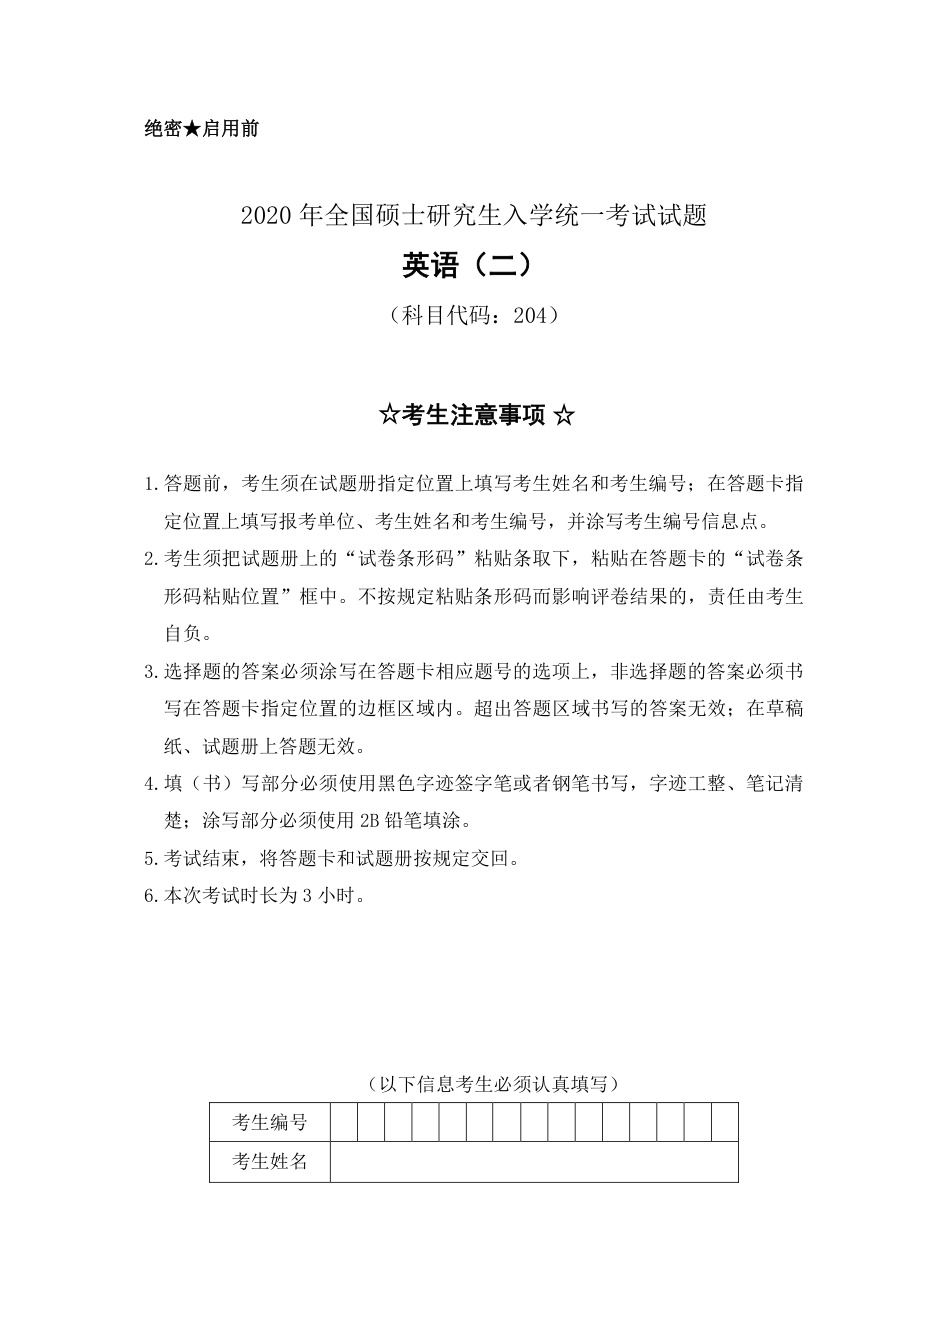 绝密★启用前
2020 年全国硕士研究生入学统一考试试题
英语（二）
（科目代码：204）
☆考生注意事项 ☆
1. 答题前，考生须在试题册指定位置上填写考生姓名和考生编号；在答题卡指
定位置上填写报考单位、考生姓名和考生编号，并涂写考生编号信息点。
2. 考生须把试题册上的“试卷条形码”粘贴条取下，粘贴在答题卡的“试卷条
形码粘贴位置”框中。不按规定粘贴条形码而影响评卷结果的，责任由考生
自负。
3. 选择题的答案必须涂写在答题卡相应题号的选项上，非选择题的答案必须书
写在答题卡指定位置的边框区域内。超出答题区域书写的答案无效；在草稿
纸、试题册上答题无效。
4. 填（书）写部分必须使用黑色字迹签字笔或者钢笔书写，字迹工整、笔记清
楚；涂写部分必须使用 2B 铅笔填涂。
5. 考试结束，将答题卡和试题册按规定交回。
6. 本次考试时长为 3 小时。
（以下信息考生必须认真填写）
考生编号
考生姓名